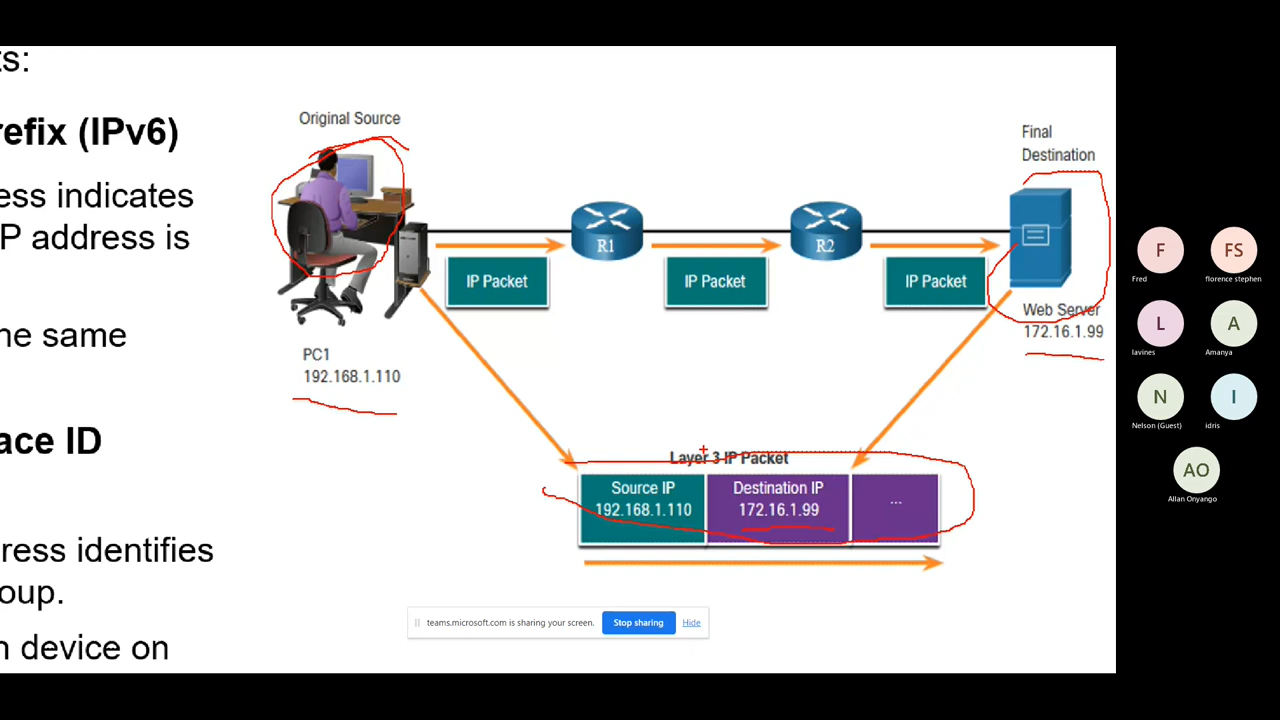 ts:
refix (IPv6)
ess indicates
P address is
he same
ace ID
ress identifies
oup.
n device on
Original Source
PC1
192.168.1.110
IP Packet
R1
IP Packet
R2
IP Packet
Final
Destination
Web Server
172.16.1.99
Layer 3 IP Packet
Source IP
192.168.1.110
Destination IP
172.16.1.99
...
teams.microsoft.com is sharing your screen.
Stop sharing
Hide
F
Fred
FS
florence stephen
L
lavines
A
Amanya
N
Nelson (Guest)
I
idris
AO
Allan Onyango